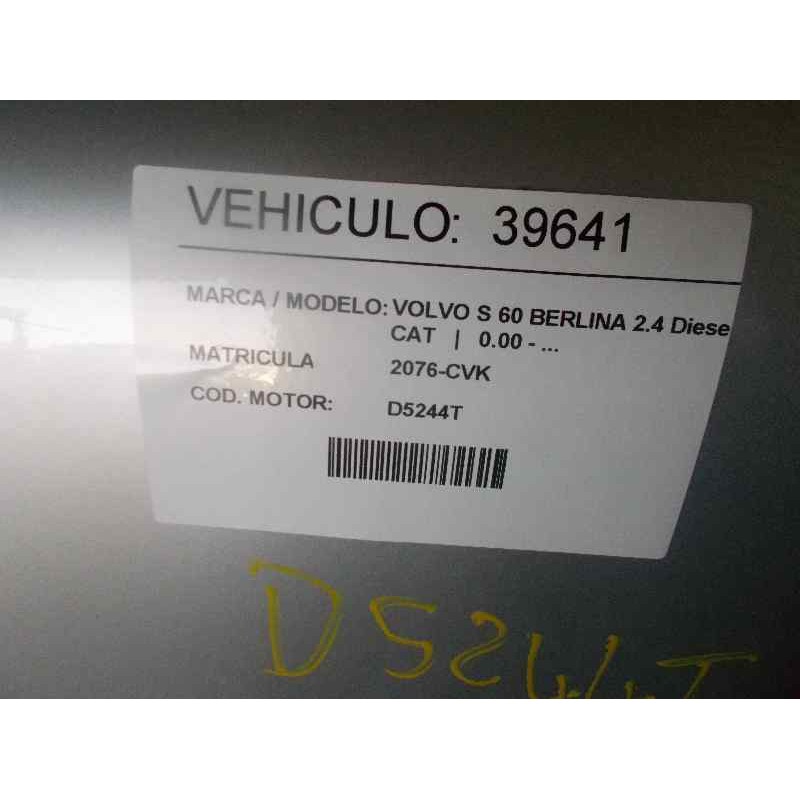 VEHICULO: 39641
MARCA / MODELO: VOLVO S 60 BERLINA 2.4 Diese
CAT | 0.00 - ...
MATRICULA 2076-CVK
COD. MOTOR: D5244T
D5244T